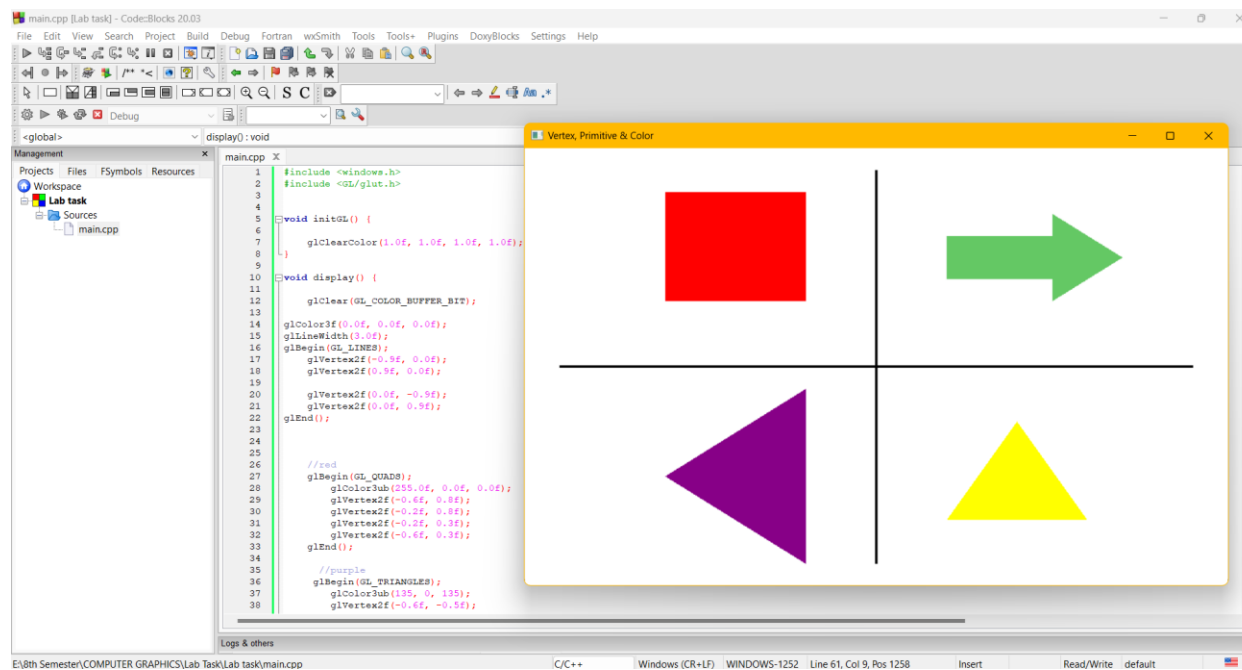 main.cpp [Lab task] - Code::Blocks 20.03
File Edit View Search Project Build Debug Fortran wxSmith Tools Tools+ Plugins DoxyBlocks Settings Help
/** *<
S C
.*
Debug
<global> display() : void
Management
Projects Files FSymbols Resources
Workspace
Lab task
Sources
main.cpp
main.cpp X
1 #include <windows.h>
2 #include <GL/glut.h>
3
4
5 void initGL() {
6
7 glClearColor(1.0f, 1.0f, 1.0f, 1.0f);
8 }
9
10 void display() {
11
12 glClear(GL_COLOR_BUFFER_BIT);
13
14 glColor3f(0.0f, 0.0f, 0.0f);
15 glLineWidth(3.0f);
16 glBegin(GL_LINES);
17 glVertex2f(-0.9f, 0.0f);
18 glVertex2f(0.9f, 0.0f);
19
20 glVertex2f(0.0f, -0.9f);
21 glVertex2f(0.0f, 0.9f);
22 glEnd();
23
24
25
26 //red
27 glBegin(GL_QUADS);
28 glColor3ub(255.0f, 0.0f, 0.0f);
29 glVertex2f(-0.6f, 0.8f);
30 glVertex2f(-0.2f, 0.8f);
31 glVertex2f(-0.2f, 0.3f);
32 glVertex2f(-0.6f, 0.3f);
33 glEnd();
34
35 //purple
36 glBegin(GL_TRIANGLES);
37 glColor3ub(135, 0, 135);
38 glVertex2f(-0.6f, -0.5f);
Vertex, Primitive & Color
Logs & others
E:\8th Semester\COMPUTER GRAPHICS\Lab Task\Lab task\main.cpp C/C++ Windows (CR+LF) WINDOWS-1252 Line 61, Col 9, Pos 1258 Insert Read/Write default